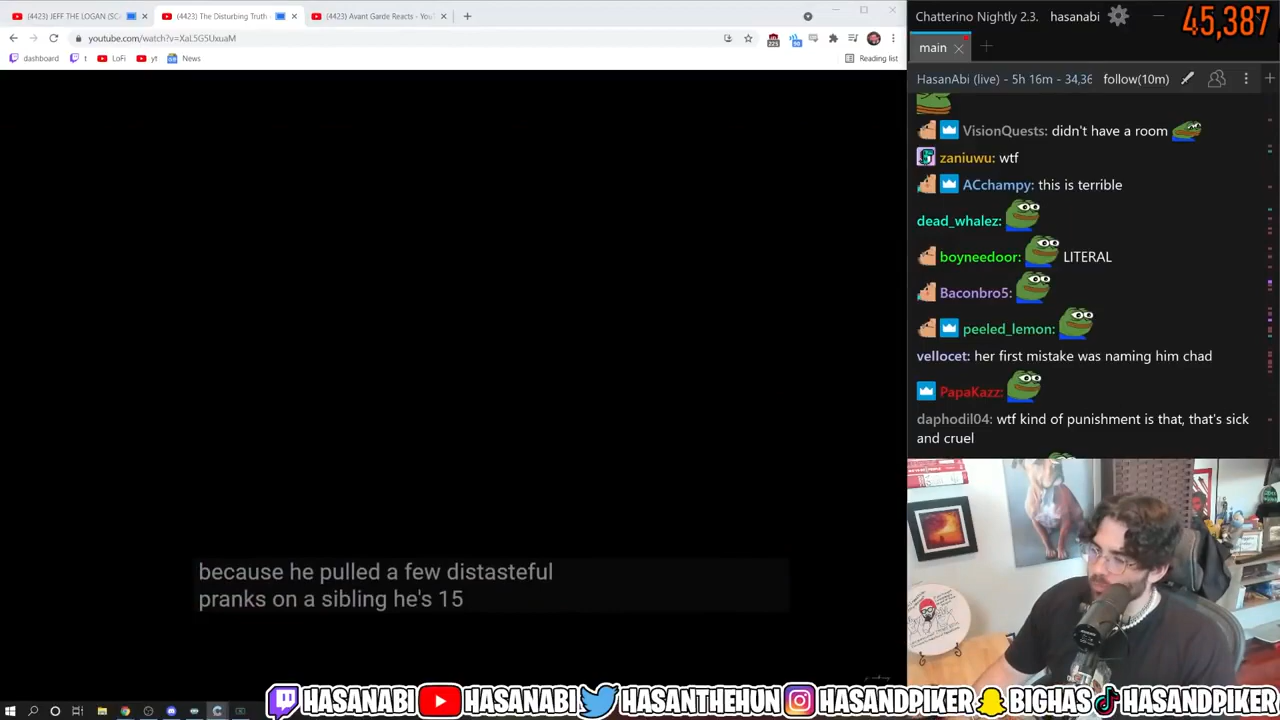 (4423) JEFF THE LOGAN (SC
(4423) The Disturbing Truth
(4423) Avant Garde Reacts - You
youtube.com/watch?v=XaL5G5UxuaM
dashboard
t
LoFi
yt
News
Reading list
Chatterino Nightly 2.3.
hasanabi
45,387
main
HasanAbi (live) - 5h 16m - 34,36
follow(10m)
VisionQuests: didn't have a room
zaniuwu: wtf
ACchampy: this is terrible
dead_whalez:
boyneedoor: LITERAL
Baconbro5:
peeled_lemon:
vellocet: her first mistake was naming him chad
PapaKazz:
daphodil04: wtf kind of punishment is that, that's sick
and cruel
because he pulled a few distasteful
pranks on a sibling he's 15
HASANABI HASANABI HASANTHEHUN HASANDPIKER BIGHAS HASANDPIKER